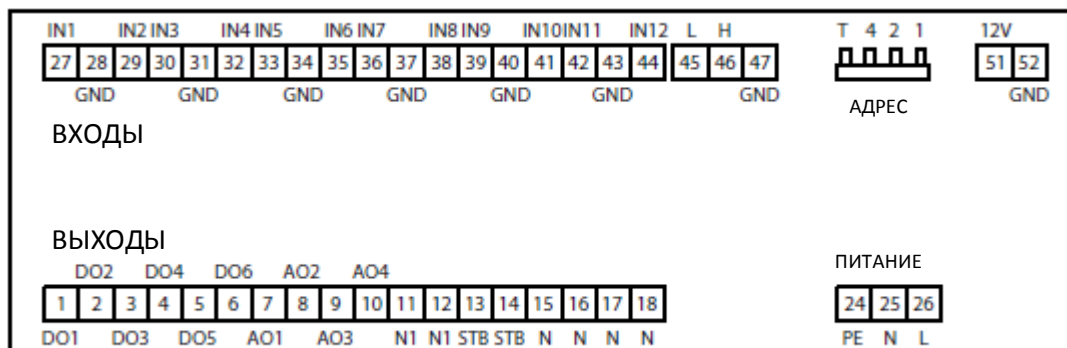 IN1 IN2 IN3 IN4 IN5 IN6 IN7 IN8 IN9 IN10 IN11 IN12 L H T 4 2 1 12V
27 28 29 30 31 32 33 34 35 36 37 38 39 40 41 42 43 44 45 46 47 51 52
GND GND GND GND GND GND GND GND
АДРЕС
ВХОДЫ
ВЫХОДЫ
ПИТАНИЕ
DO2 DO4 DO6 AO2 AO4
1 2 3 4 5 6 7 8 9 10 11 12 13 14 15 16 17 18 24 25 26
DO1 DO3 DO5 AO1 AO3 N1 N1 STB STB N N N N PE N L